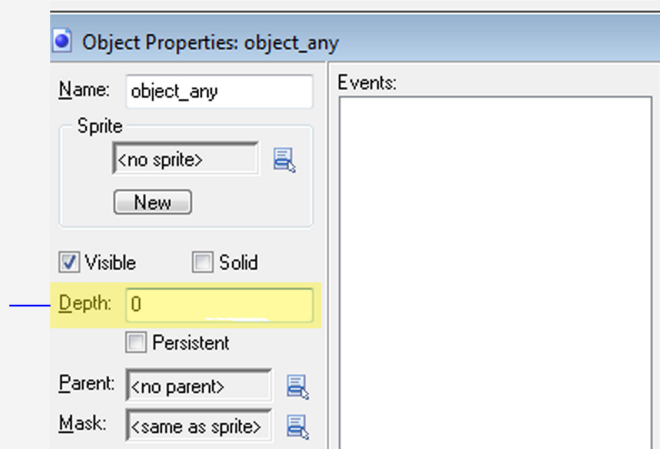 Object Properties: object_any
Name: object_any
Events:
Sprite
<no sprite>
New
Visible Solid
Depth: 0
Persistent
Parent: <no parent>
Mask: <same as sprite>